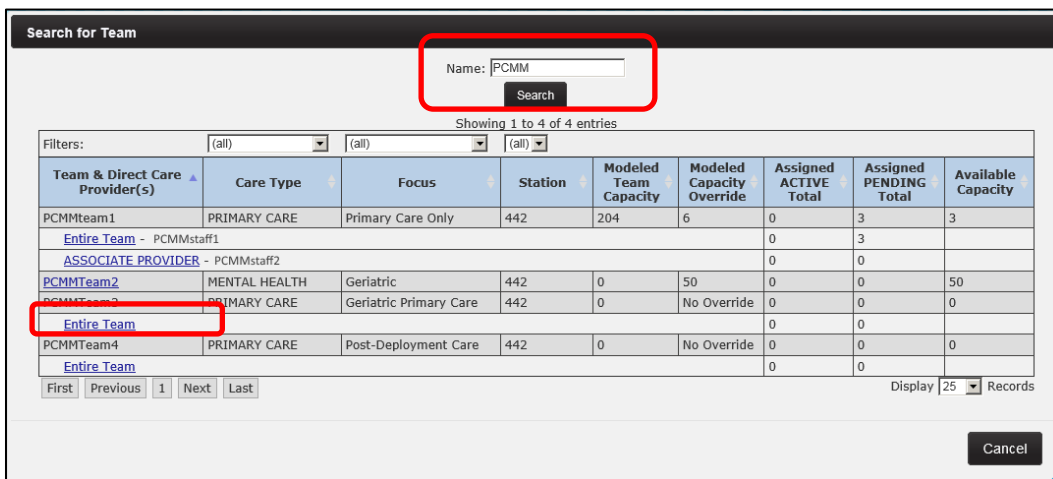 Search for Team
Name: PCMM
Search
Showing 1 to 4 of 4 entries
Filters: (all) (all) (all)
Team & Direct Care Provider(s) Care Type Focus Station Modeled Team Capacity Modeled Capacity Override Assigned ACTIVE Total Assigned PENDING Total Available Capacity
PCMMteam1 PRIMARY CARE Primary Care Only 442 204 6 0 3 3
Entire Team - PCMMstaff1 0 3
ASSOCIATE PROVIDER - PCMMstaff2 0 0
PCMMTeam2 MENTAL HEALTH Geriatric 442 0 50 0 0 50
PCMMTeam3 PRIMARY CARE Geriatric Primary Care 442 0 No Override 0 0 0
Entire Team 0 0
PCMMTeam4 PRIMARY CARE Post-Deployment Care 442 0 No Override 0 0 0
Entire Team 0 0
First Previous 1 Next Last Display 25 Records
Cancel